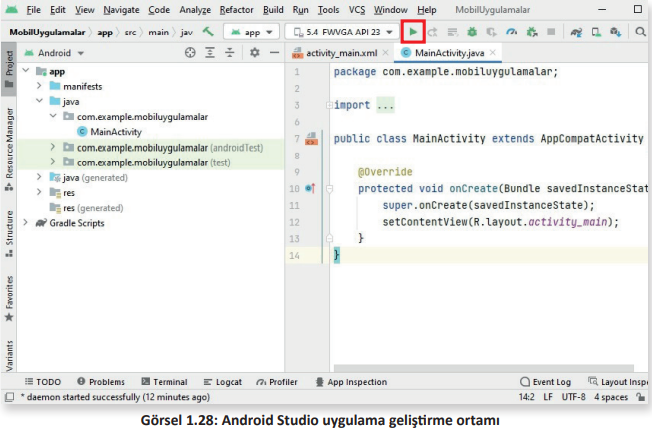 File Edit View Navigate Code Analyze Refactor Build Run Tools VCS Window Help MobilUygulamalar
MobilUygulamalar app src main jav app 5.4 FWVGA API 23
Android
activity_main.xml MainActivity.java
Project
Resource Manager
Structure
Favorites
Variants
app
manifests
java
com.example.mobiluygulamalar
MainActivity
com.example.mobiluygulamalar (androidTest)
com.example.mobiluygulamalar (test)
java (generated)
res
res (generated)
Gradle Scripts
1 package com.example.mobiluygulamalar;
2
3 import ...
6
7 public class MainActivity extends AppCompatActivity
8
9 @Override
10 protected void onCreate(Bundle savedInstanceStat
11 super.onCreate(savedInstanceState);
12 setContentView(R.layout.activity_main);
13 }
14 }
TODO Problems Terminal Logcat Profiler App Inspection Event Log Layout Inspe
* daemon started successfully (12 minutes ago) 14:2 LF UTF-8 4 spaces
Görsel 1.28: Android Studio uygulama geliştirme ortamı